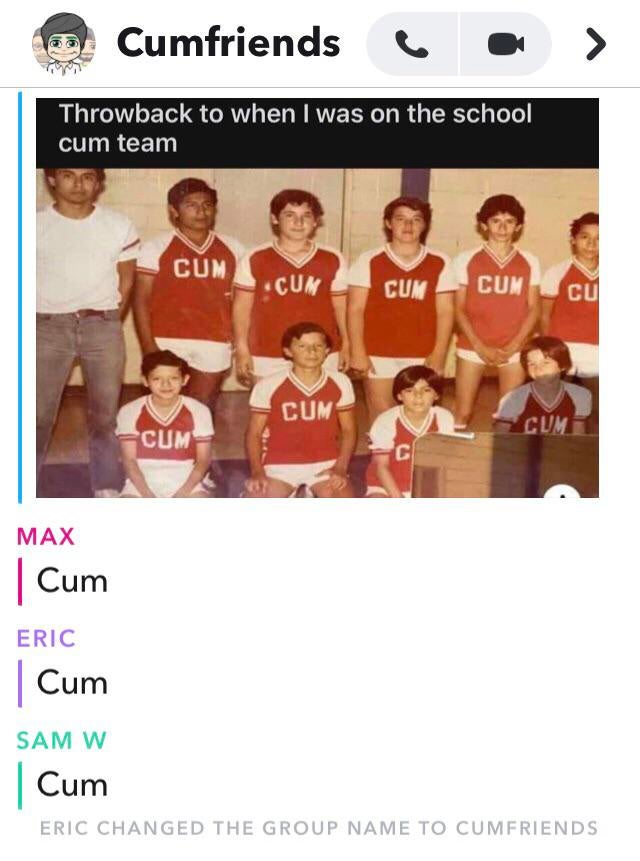 Cumfriends
Throwback to when I was on the school
cum team
CUM
CUM
CUM
CUM
CU
CUM
CUM
C
CUM
MAX
Cum
ERIC
Cum
SAM W
Cum
ERIC CHANGED THE GROUP NAME TO CUMFRIENDS